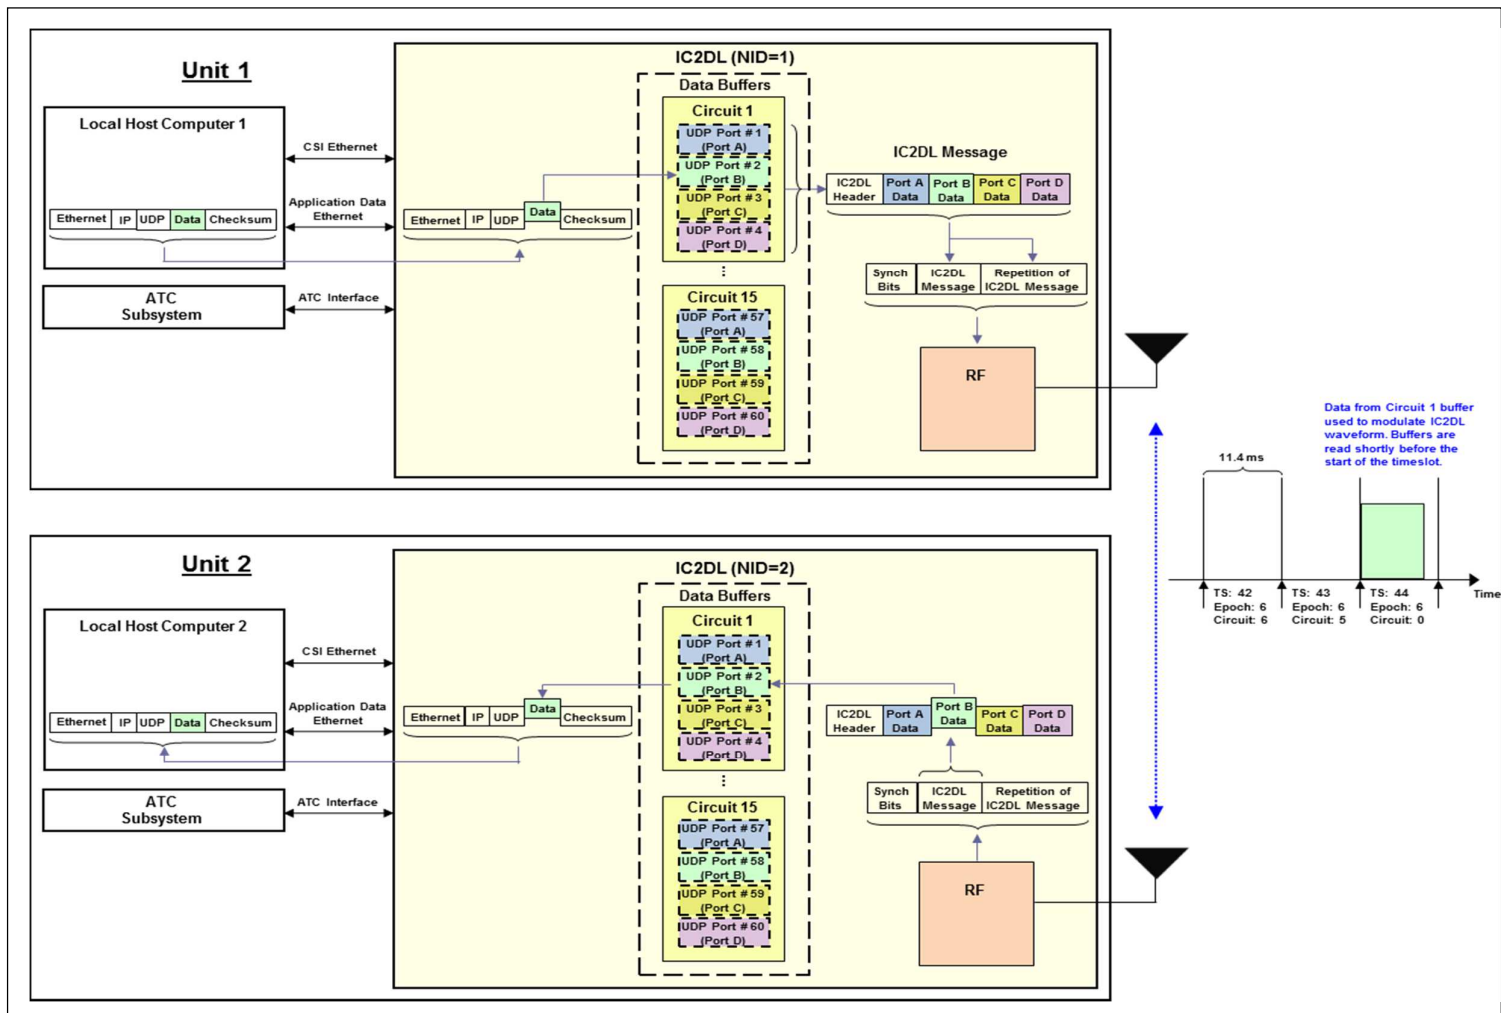 Unit 1
IC2DL (NID=1)
Data Buffers
Local Host Computer 1
Ethernet IP UDP Data Checksum
CSI Ethernet
Application Data
Ethernet
ATC Interface
ATC
Subsystem
Ethernet IP UDP Data Checksum
Circuit 1
UDP Port # 1
(Port A)
UDP Port # 2
(Port B)
UDP Port # 3
(Port C)
UDP Port # 4
(Port D)
...
Circuit 15
UDP Port # 57
(Port A)
UDP Port # 58
(Port B)
UDP Port # 59
(Port C)
UDP Port # 60
(Port D)
IC2DL Message
IC2DL Port A Port B Port C Port D
Header Data Data Data Data
Synch IC2DL Repetition of
Bits Message IC2DL Message
RF
Data from Circuit 1 buffer
used to modulate IC2DL
waveform. Buffers are
read shortly before the
start of the timeslot.
11.4 ms
Time
TS: 42 TS: 43 TS: 44
Epoch: 6 Epoch: 6 Epoch: 6
Circuit: 6 Circuit: 5 Circuit: 0
Unit 2
IC2DL (NID=2)
Data Buffers
Local Host Computer 2
Ethernet IP UDP Data Checksum
CSI Ethernet
Application Data
Ethernet
ATC Interface
ATC
Subsystem
Ethernet IP UDP Data Checksum
Circuit 1
UDP Port # 1
(Port A)
UDP Port # 2
(Port B)
UDP Port # 3
(Port C)
UDP Port # 4
(Port D)
...
Circuit 15
UDP Port # 57
(Port A)
UDP Port # 58
(Port B)
UDP Port # 59
(Port C)
UDP Port # 60
(Port D)
IC2DL Port A Port B Port C Port D
Header Data Data Data Data
Synch IC2DL Repetition of
Bits Message IC2DL Message
RF